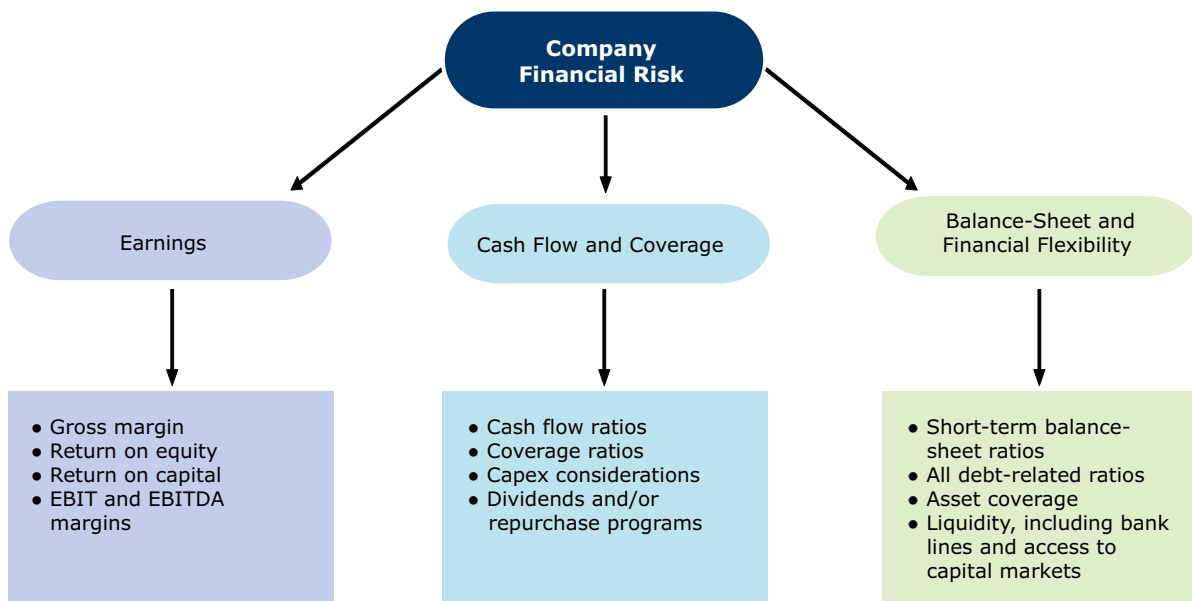 Company
Financial Risk
Earnings
Cash Flow and Coverage
Balance-Sheet and
Financial Flexibility
● Gross margin
● Return on equity
● Return on capital
● EBIT and EBITDA
margins
● Cash flow ratios
● Coverage ratios
● Capex considerations
● Dividends and/or
repurchase programs
● Short-term balance-
sheet ratios
● All debt-related ratios
● Asset coverage
● Liquidity, including bank
lines and access to
capital markets